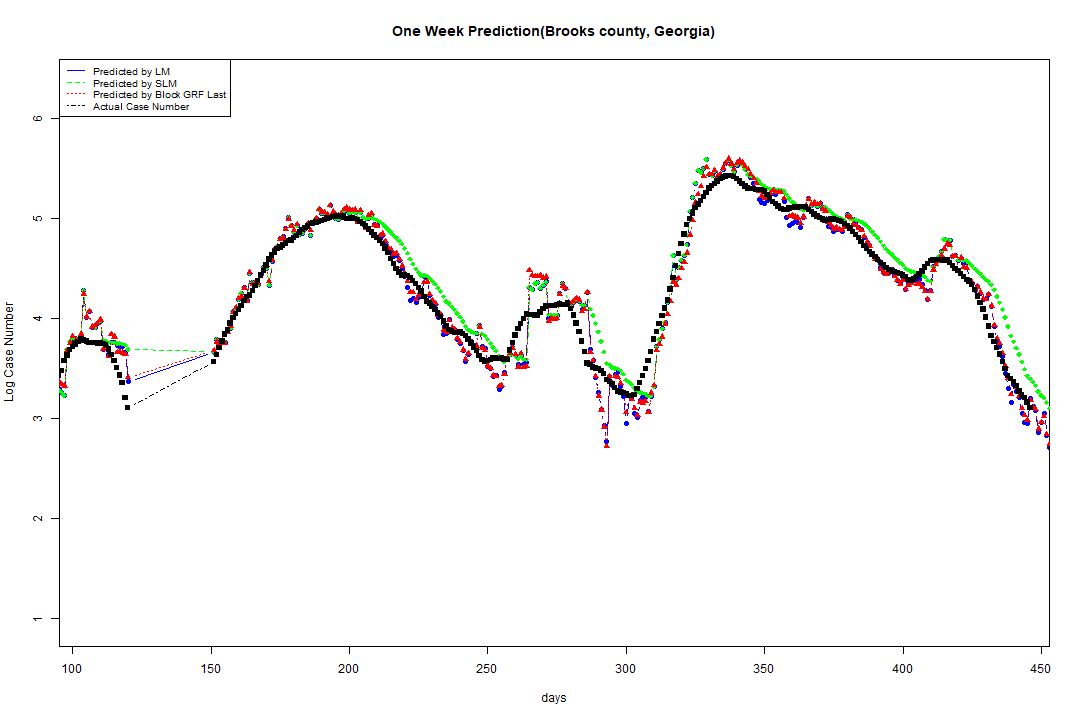 One Week Prediction(Brooks county, Georgia)
Predicted by LM
Predicted by SLM
Predicted by Block GRF Last
Actual Case Number
Log Case Number
6
5
4
3
2
1
100 150 200 250 300 350 400 450
days